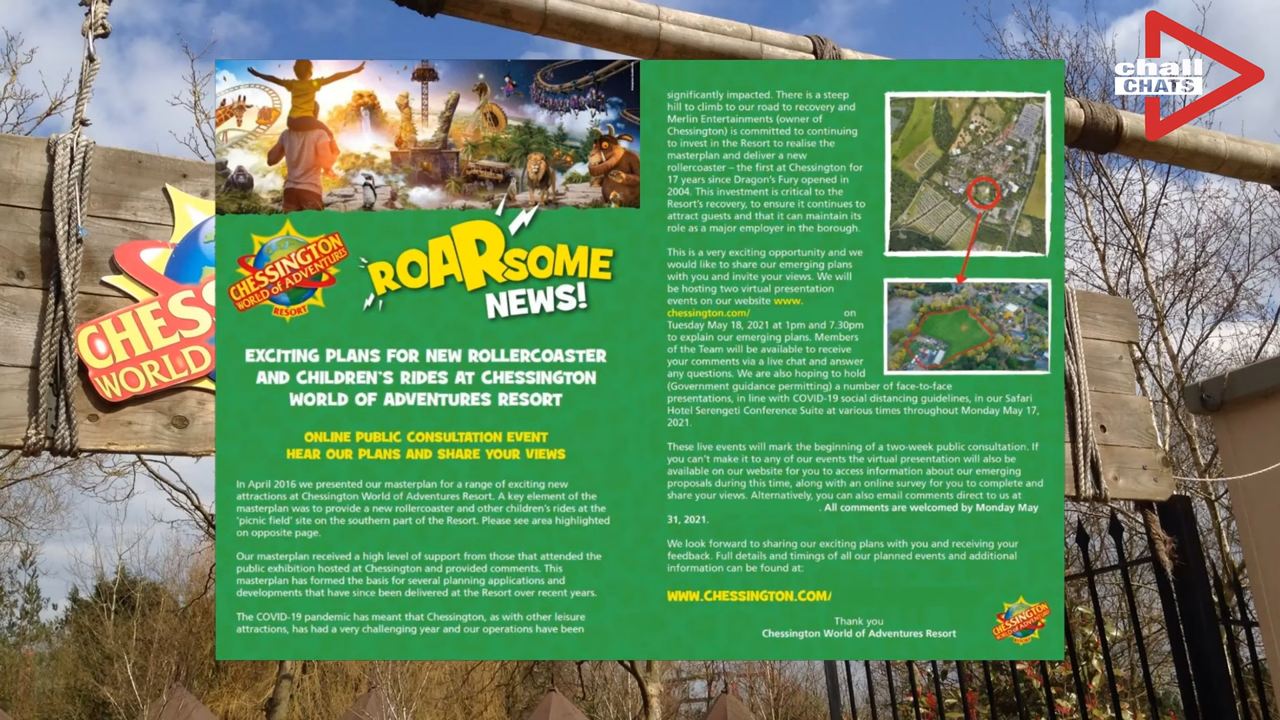 chall
CHATS
CHES
WORLD
CHESSINGTON
WORLD OF ADVENTURES
RESORT
ROARSOME
NEWS!
EXCITING PLANS FOR NEW ROLLERCOASTER
AND CHILDREN'S RIDES AT CHESSINGTON
WORLD OF ADVENTURES RESORT
ONLINE PUBLIC CONSULTATION EVENT
HEAR OUR PLANS AND SHARE YOUR VIEWS
In April 2016 we presented our masterplan for a range of exciting new
attractions at Chessington World of Adventures Resort. A key element of the
masterplan was to provide a new rollercoaster and other children's rides at the
'picnic field' site on the southern part of the Resort. Please see area highlighted
on opposite page.
Our masterplan received a high level of support from those that attended the
public exhibition hosted at Chessington and provided comments. This
masterplan has formed the basis for several planning applications and
developments that have since been delivered at the Resort over recent years.
The COVID-19 pandemic has meant that Chessington, as with other leisure
attractions, has had a very challenging year and our operations have been
significantly impacted. There is a steep
hill to climb to our road to recovery and
Merlin Entertainments (owner of
Chessington) is committed to continuing
to invest in the Resort to realise the
masterplan and deliver a new
rollercoaster – the first at Chessington for
17 years since Dragon's Fury opened in
2004. This investment is critical to the
Resort's recovery, to ensure it continues to
attract guests and that it can maintain its
role as a major employer in the borough.
This is a very exciting opportunity and we
would like to share our emerging plans
with you and invite your views. We will
be hosting two virtual presentation
events on our website www.
chessington.com/ on
Tuesday May 18, 2021 at 1pm and 7.30pm
to explain our emerging plans. Members
of the Team will be available to receive
your comments via a live chat and answer
any questions. We are also hoping to hold
(Government guidance permitting) a number of face-to-face
presentations, in line with COVID-19 social distancing guidelines, in our Safari
Hotel Serengeti Conference Suite at various times throughout Monday May 17,
2021.
These live events will mark the beginning of a two-week public consultation. If
you can't make it to any of our events the virtual presentation will also be
available on our website for you to access information about our emerging
proposals during this time, along with an online survey for you to complete and
share your views. Alternatively, you can also email comments direct to us at
. All comments are welcomed by Monday May
31, 2021.
We look forward to sharing our exciting plans with you and receiving your
feedback. Full details and timings of all our planned events and additional
information can be found at:
WWW.CHESSINGTON.COM/
Thank you
Chessington World of Adventures Resort
CHESSINGTON
WORLD OF ADVENTURES
RESORT